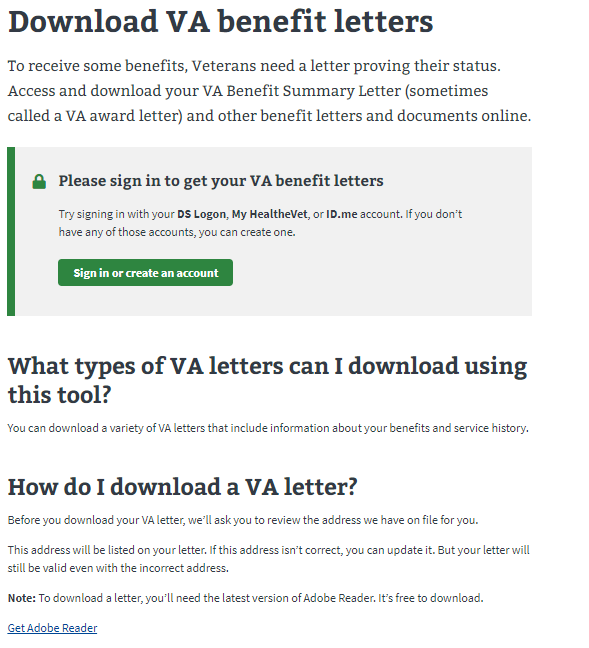 Download VA benefit letters
To receive some benefits, Veterans need a letter proving their status.
Access and download your VA Benefit Summary Letter (sometimes
called a VA award letter) and other benefit letters and documents online.
Please sign in to get your VA benefit letters
Try signing in with your DS Logon, My HealtheVet, or ID.me account. If you don't
have any of those accounts, you can create one.
Sign in or create an account
What types of VA letters can I download using
this tool?
You can download a variety of VA letters that include information about your benefits and service history.
How do I download a VA letter?
Before you download your VA letter, we'll ask you to review the address we have on file for you.
This address will be listed on your letter. If this address isn't correct, you can update it. But your letter will
still be valid even with the incorrect address.
Note: To download a letter, you'll need the latest version of Adobe Reader. It's free to download.
Get Adobe Reader